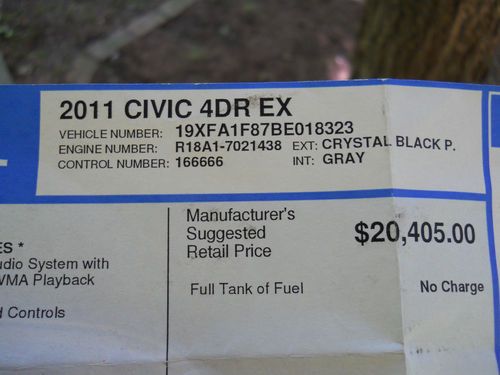 2011 CIVIC 4DR EX
VEHICLE NUMBER: 19XFA1F87BE018323
ENGINE NUMBER: R18A1-7021438 EXT: CRYSTAL BLACK P.
CONTROL NUMBER: 166666 INT: GRAY
Manufacturer's
Suggested
Retail Price
$20,405.00
ES *
udio System with
WMA Playback
Full Tank of Fuel No Charge
d Controls